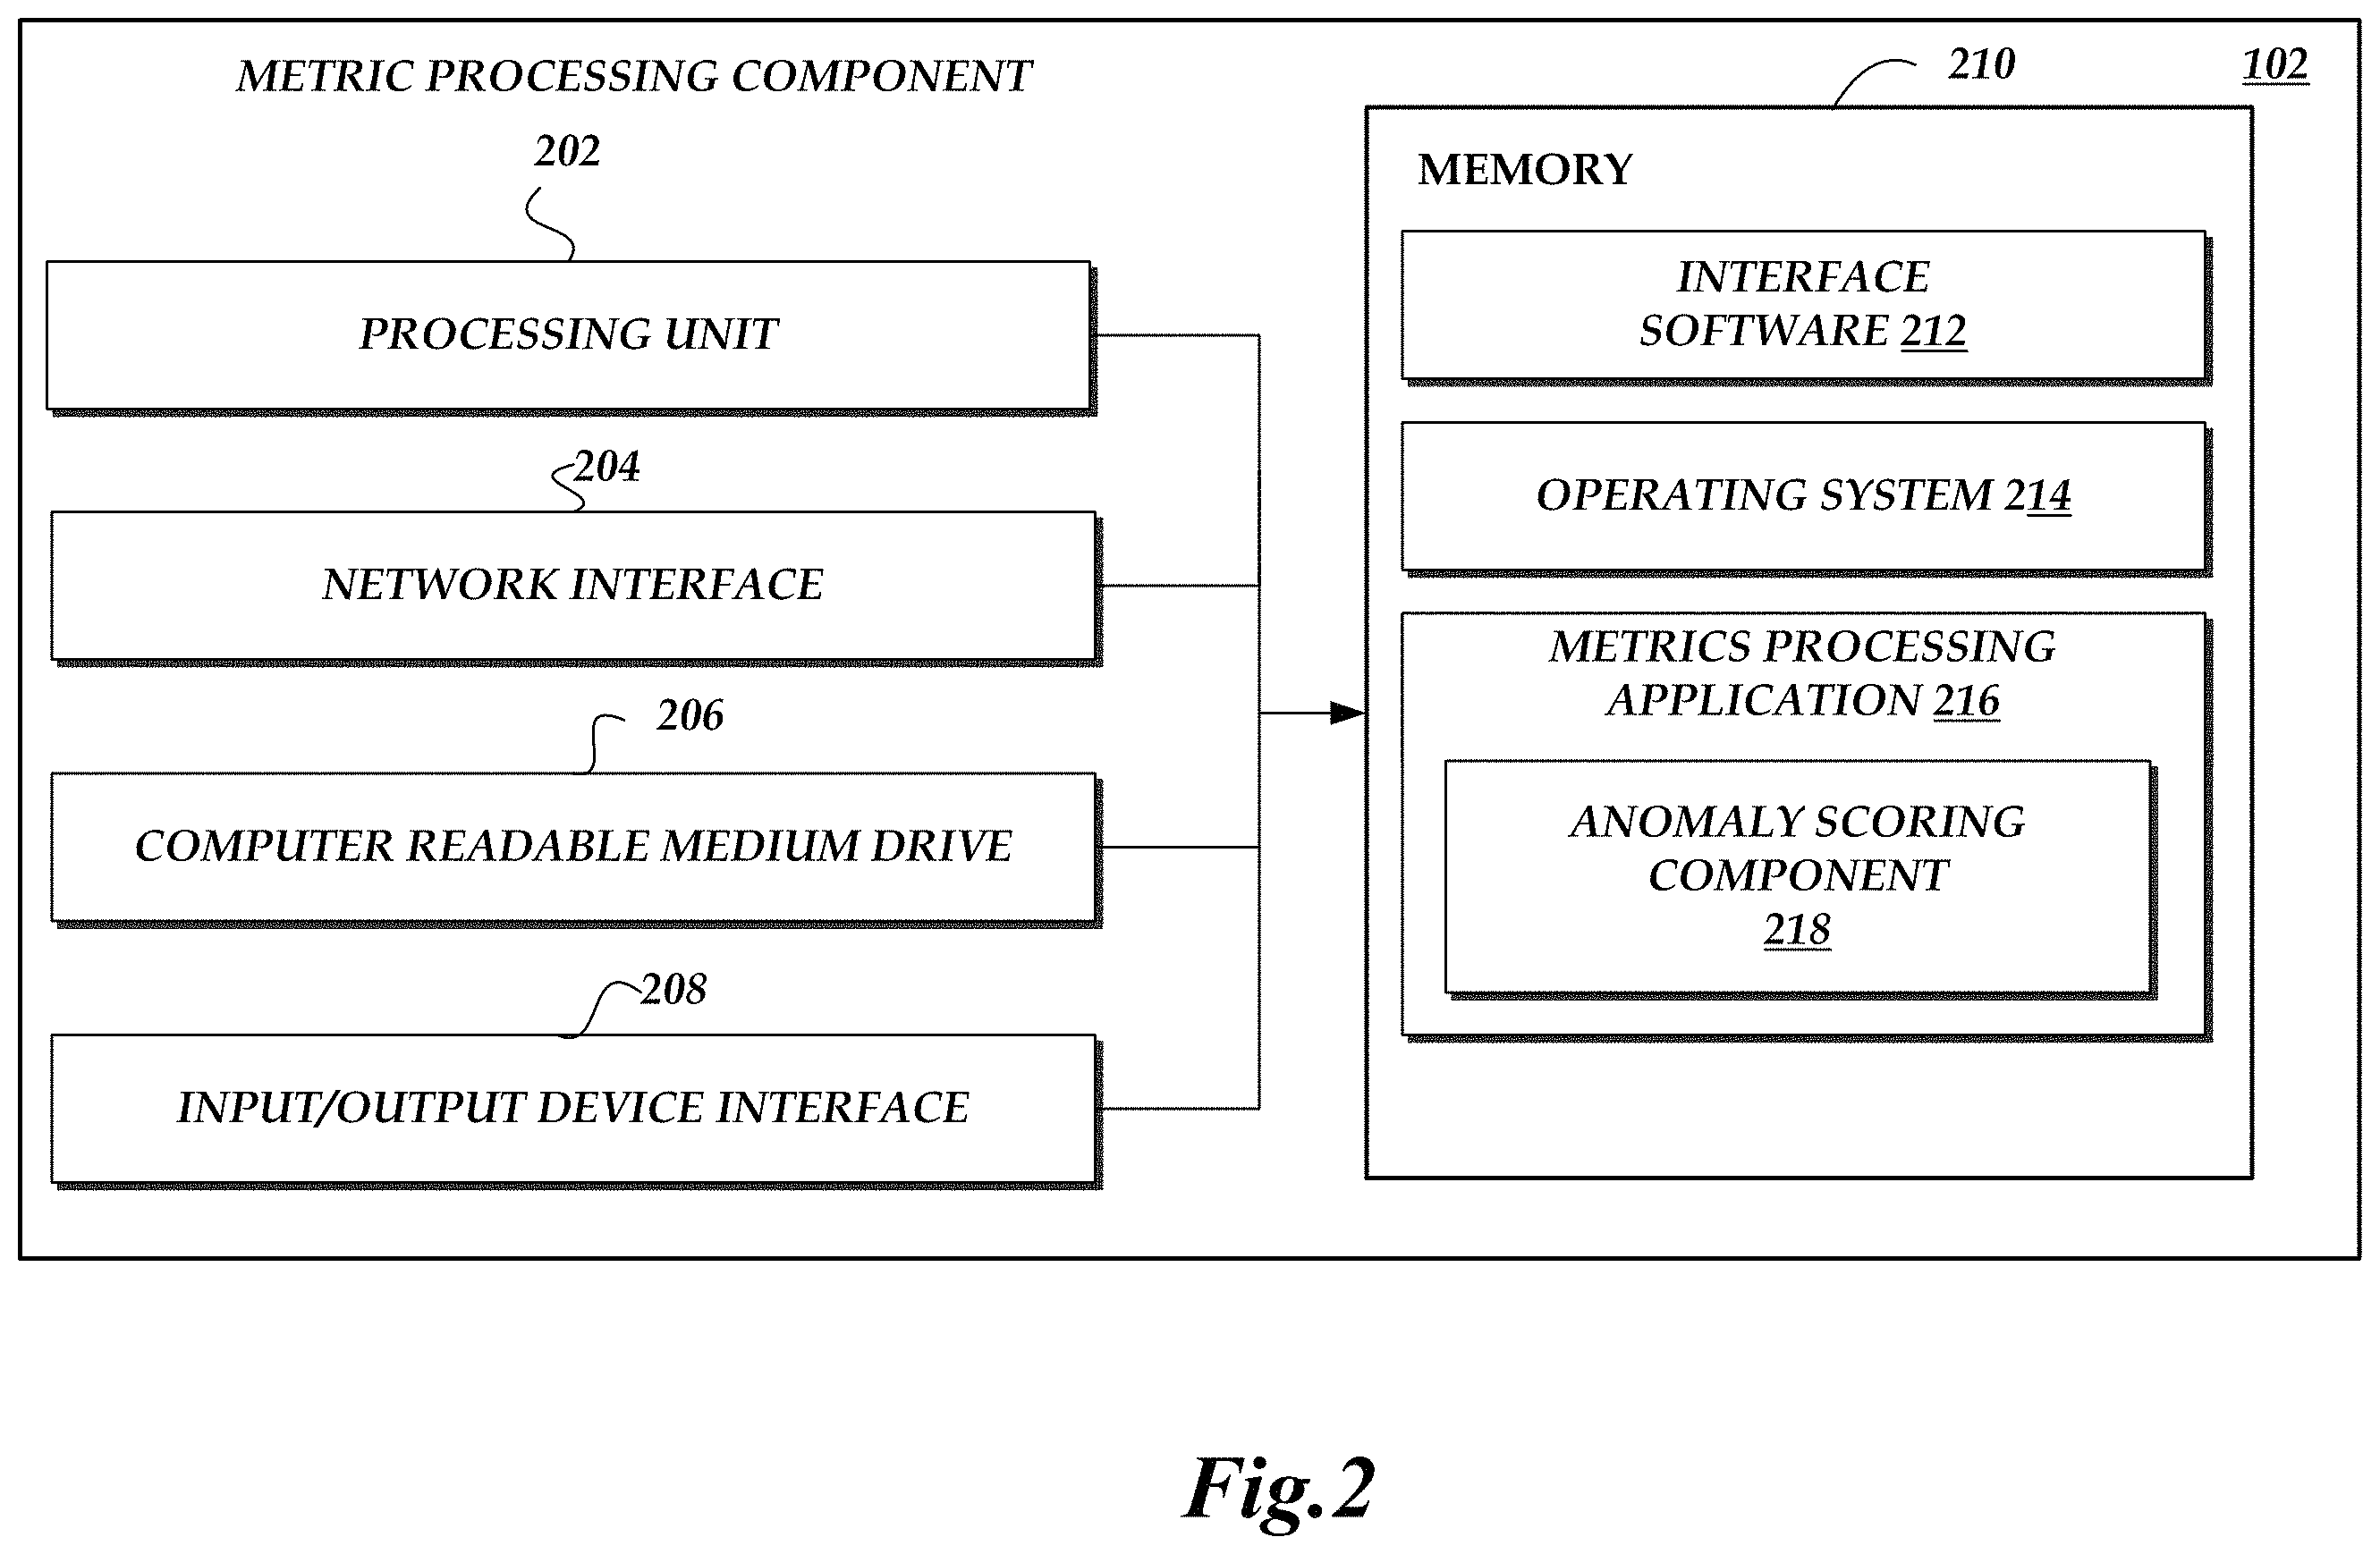 METRIC PROCESSING COMPONENT
102
202
PROCESSING UNIT
204
NETWORK INTERFACE
206
COMPUTER READABLE MEDIUM DRIVE
208
INPUT/OUTPUT DEVICE INTERFACE
210
MEMORY
INTERFACE
SOFTWARE 212
OPERATING SYSTEM 214
METRICS PROCESSING
APPLICATION 216
ANOMALY SCORING
COMPONENT
218
Fig.2